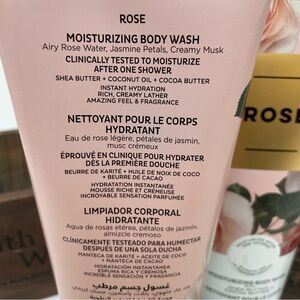 ROSE
MOISTURIZING BODY WASH
Airy Rose Water, Jasmine Petals, Creamy Musk
CLINICALLY TESTED TO MOISTURIZE
AFTER ONE SHOWER
SHEA BUTTER + COCONUT OIL + COCOA BUTTER
INSTANT HYDRATION
RICH, CREAMY LATHER
AMAZING FEEL & FRAGRANCE
NETTOYANT POUR LE CORPS
HYDRATANT
Eau de rose légère, pétales de jasmin,
musc crémeux
ÉPROUVÉ EN CLINIQUE POUR HYDRATER
DÈS LA PREMIÈRE DOUCHE
BEURRE DE KARITÉ + HUILE DE NOIX DE COCO
+ BEURRE DE CACAO
HYDRATATION INSTANTANÉE
MOUSSE RICHE ET CRÉMEUSE
INCROYABLE SENSATION PARFUMÉE
LIMPIADOR CORPORAL
HIDRATANTE
Agua de rosas etérea, pétalos de jazmín,
almizcle cremoso
CLÍNICAMENTE TESTEADO PARA HUMECTAR
DESPUÉS DE UNA SOLA DUCHA
MANTECA DE KARITÉ + ACEITE DE COCO
+ MANTECA DE CACAO
HIDRATACIÓN INSTANTÁNEA
ESPUMA RICA Y CREMOSA
INCREÍBLE SENSACIÓN Y FRAGANCIA
غسول جسم مرطب
ROSE
MOISTURIZING BODY WASH